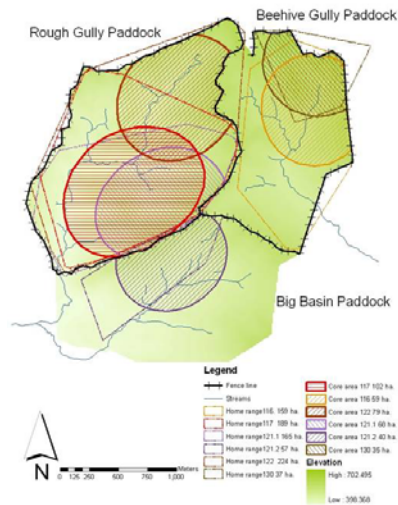 Beehive Gully Paddock
Rough Gully Paddock
Big Basin Paddock
Legend
Fence line
Streams
Home range116. 159 ha.
Home range117 189 ha.
Home range121.1 166 ha.
Home range121.2 57 ha.
Home range122 224 ha.
Home range130 37 ha.
Core area 117 102 ha.
Core area 116 59 ha.
Core area 122 79 ha.
Core area 121.1 60 ha.
Core area 121.2 40 ha.
Core area 130 35 ha.
Elevation
High : 702.495
Low : 398.368
N
0 125 250 500 750 1,000
Meters